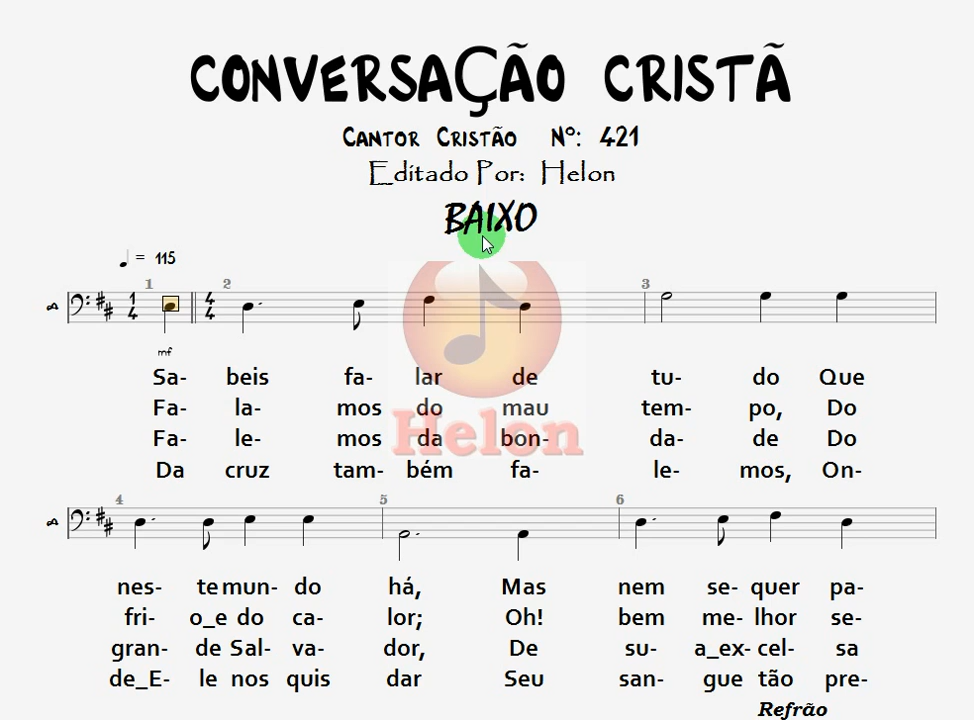 CONVERSAÇÃO CRISTÃ
CANTOR CRISTÃO Nº: 421
Editado Por: Helon
BAIXO
= 115
1 2 3
1 4 4 4
mf
Helon
Sa- beis fa- lar de tu- do Que
Fa- la- mos do mau tem- po, Do
Fa- le- mos da bon- da- de Do
Da cruz tam- bém fa- le- mos, On-
4 5 6
nes- te mun- do há, Mas nem se- quer pa-
fri- o_e do ca- lor; Oh! bem me- lhor se-
gran- de Sal- va- dor, De su- a_ex- cel- sa
de_E- le nos quis dar Seu san- gue tão pre-
Refrão